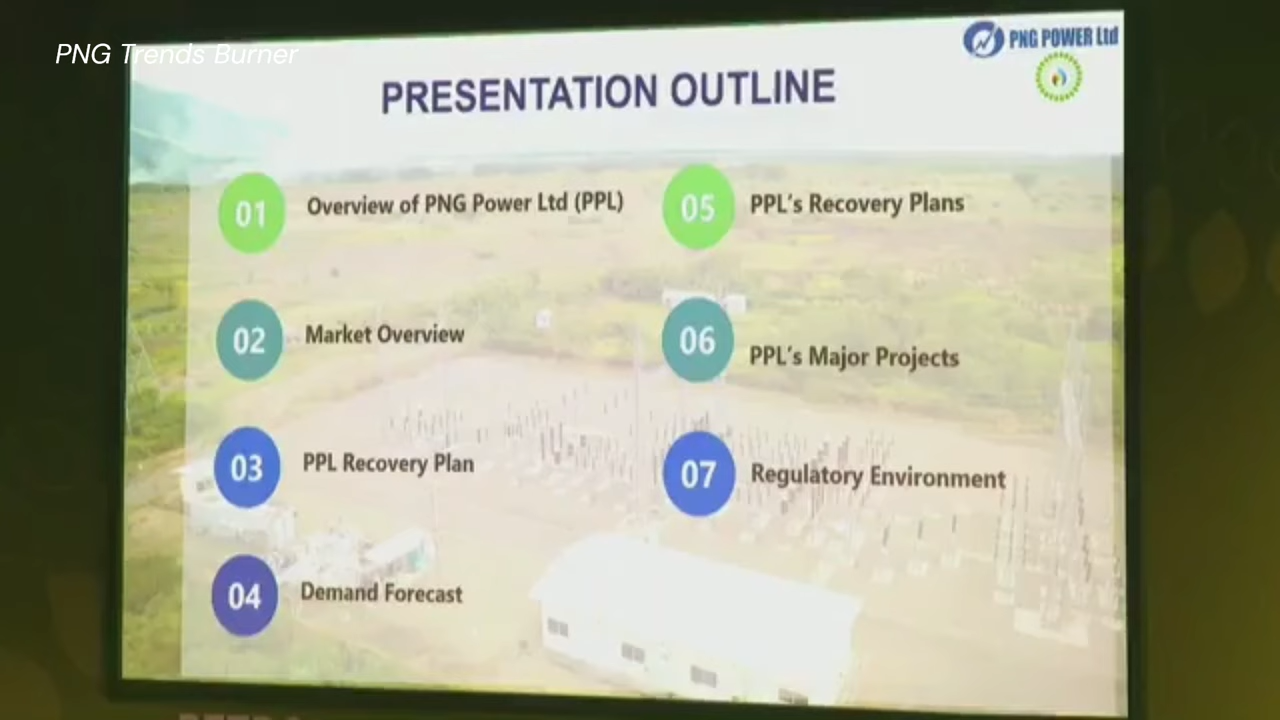 PNG Trends Burner
PNG POWER Ltd
PRESENTATION OUTLINE
01 Overview of PNG Power Ltd (PPL)
02 Market Overview
03 PPL Recovery Plan
04 Demand Forecast
05 PPL's Recovery Plans
06 PPL's Major Projects
07 Regulatory Environment